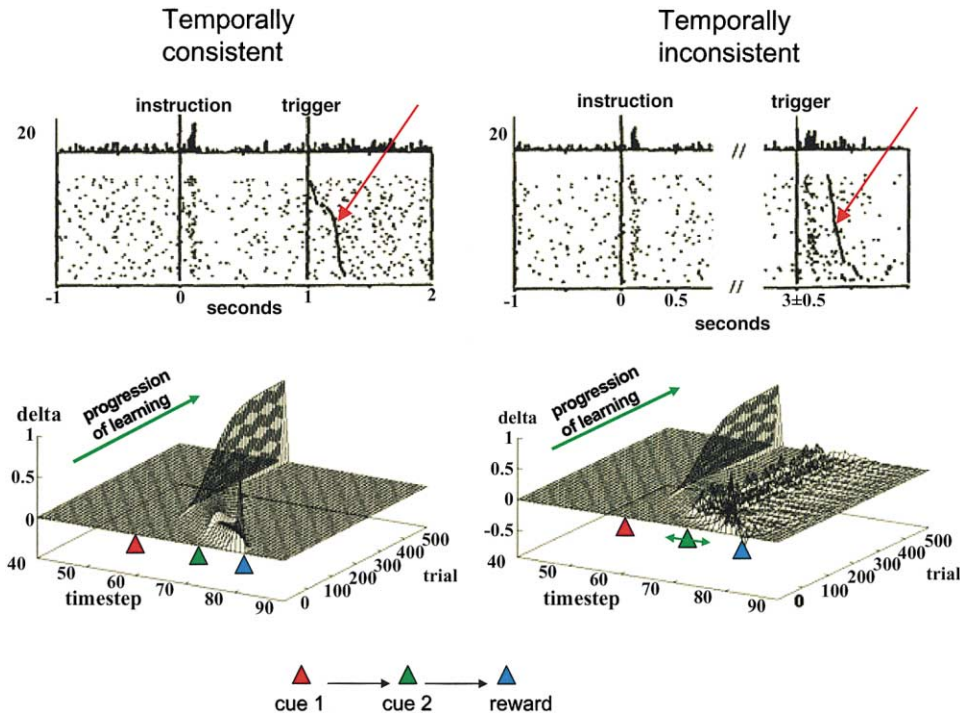 Temporally
consistent
Temporally
inconsistent
instruction trigger
20
-1 0 1 2
seconds
instruction trigger
20
-1 0 0.5 // 3±0.5
//
seconds
progression
of learning
delta
1
0.5
0
40 50 60 70 80 90
timestep
0 100 200 300 400 500
trial
progression
of learning
delta
1
0.5
0
-0.5
40 50 60 70 80 90
timestep
0 100 200 300 400 500
trial
cue 1 cue 2 reward